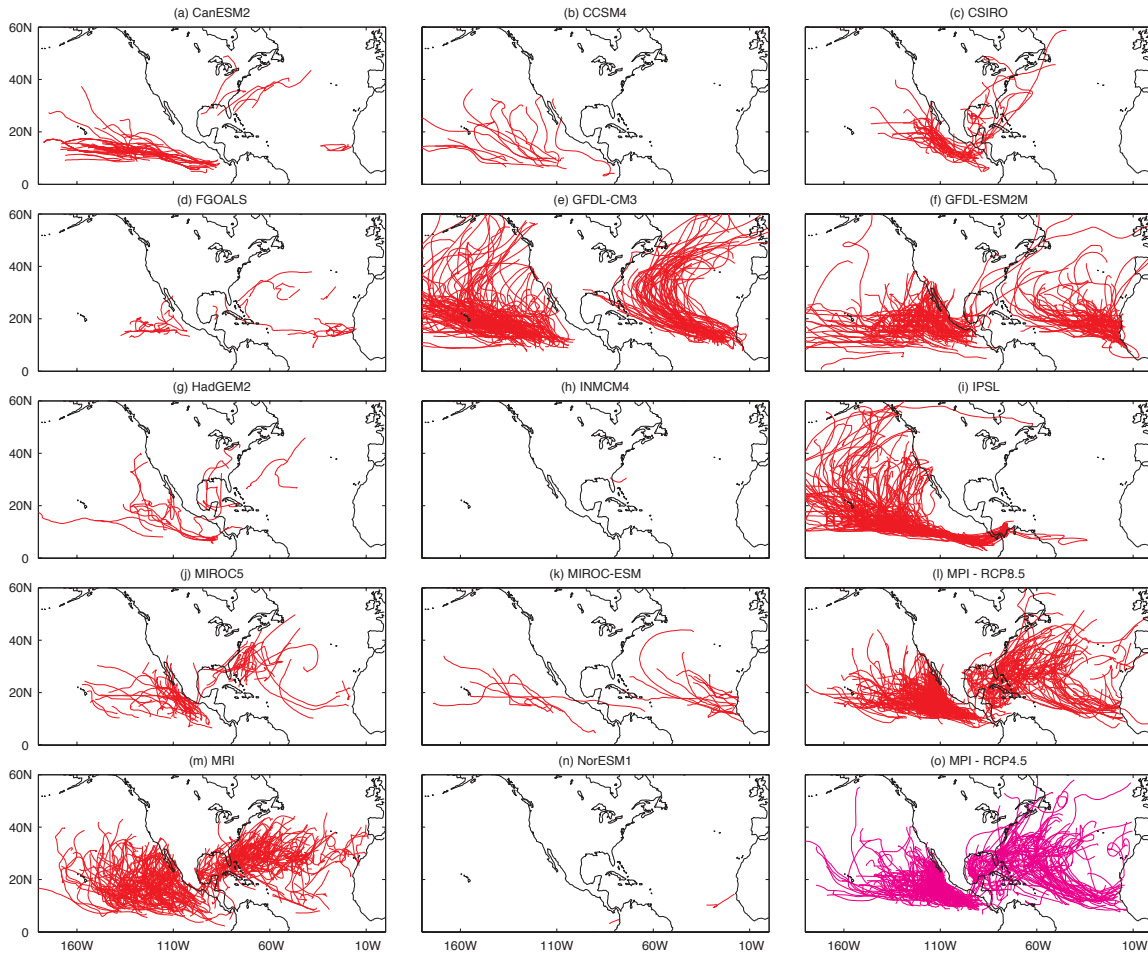 (a) CanESM2
(b) CCSM4
(c) CSIRO
60N
40N
20N
0
(d) FGOALS
(e) GFDL-CM3
(f) GFDL-ESM2M
60N
40N
20N
0
(g) HadGEM2
(h) INMCM4
(i) IPSL
60N
40N
20N
0
(j) MIROC5
(k) MIROC-ESM
(l) MPI - RCP8.5
60N
40N
20N
0
(m) MRI
(n) NorESM1
(o) MPI - RCP4.5
60N
40N
20N
0
160W 110W 60W 10W
160W 110W 60W 10W
160W 110W 60W 10W